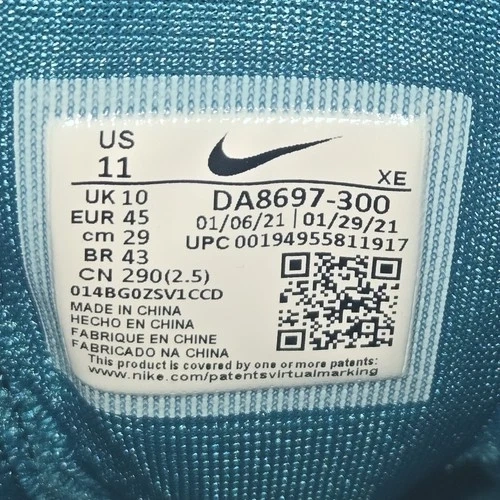 US
11
XE
UK 10
EUR 45
cm 29
BR 43
CN 290(2.5)
DA8697-300
01/06/21 | 01/29/21
UPC 00194955811917
014BG0ZSV1CCD
MADE IN CHINA
HECHO EN CHINA
FABRIQUE EN CHINE
FABRICADO NA CHINA
This product is covered by one or more patents:
www.nike.com/patentsvirtualmarking